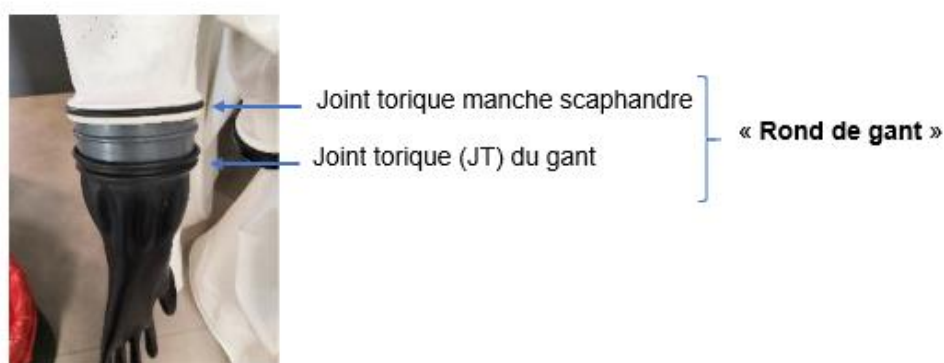 Joint torique manche scaphandre
« Rond de gant »
Joint torique (JT) du gant